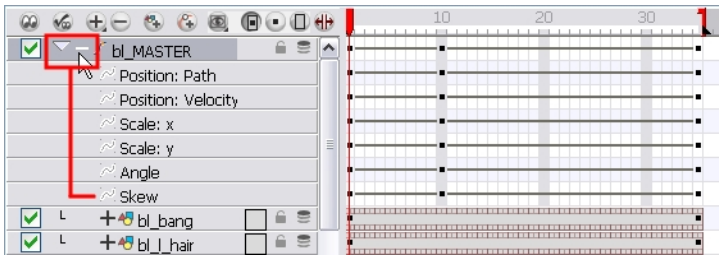 10 20 30
bl_MASTER
Position: Path
Position: Velocity
Scale: x
Scale: y
Angle
Skew
bl_bang
bl_l_hair